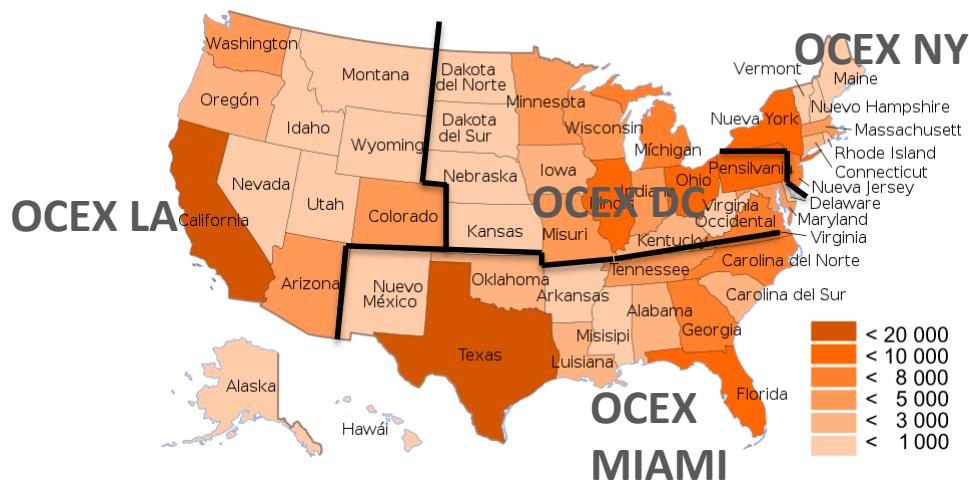 OCEX NY
Washington
Vermont
Maine
Montana
Dakota
del Norte
Oregón
Minnesota
Nuevo Hampshire
Nueva York
Idaho
Dakota
del Sur
Wisconsin
Massachusett
Wyoming
Míchigan
Rhode Island
Connecticut
Nebraska
Iowa
Pensilvania
Nevada
Indiana
Ohio
Nueva Jersey
Utah
OCEX DC
Illinois
Delaware
OCEX LA
California
Colorado
Virginia
Occidental
Maryland
Kansas
Misuri
Kentucky
Virginia
Carolina del Norte
Tennessee
Arizona
Oklahoma
Nuevo
México
Arkansas
Carolina del Sur
Alabama
Misisipi
Georgia
< 20 000
Texas
Luisiana
< 10 000
< 8 000
Alaska
Florida
< 5 000
OCEX
MIAMI
< 3 000
Hawái
< 1 000